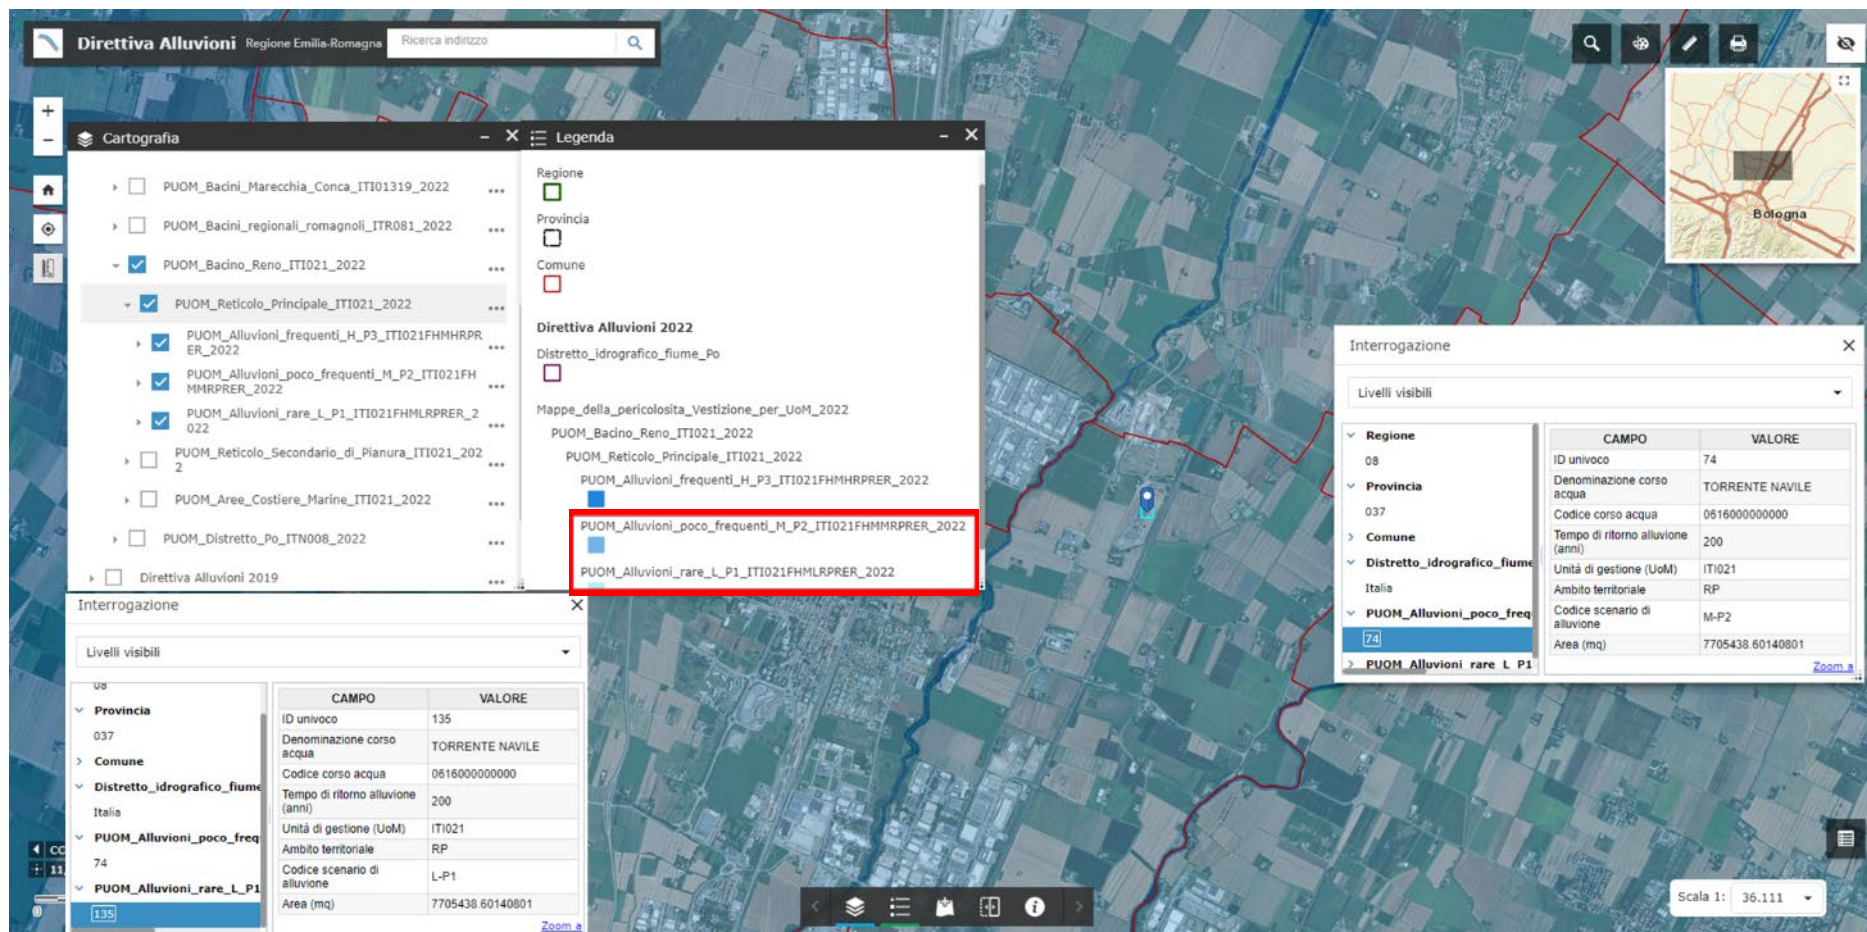 Direttiva Alluvioni Regione Emilia-Romagna
Ricerca indirizzo
+
−
Cartografia
PUOM_Bacini_Marecchia_Conca_ITI01319_2022
PUOM_Bacini_regionali_romagnoli_ITR081_2022
PUOM_Bacino_Reno_ITI021_2022
PUOM_Reticolo_Principale_ITI021_2022
PUOM_Alluvioni_frequenti_H_P3_ITI021FHMHRPR
ER_2022
PUOM_Alluvioni_poco_frequenti_M_P2_ITI021FH
MMRPRER_2022
PUOM_Alluvioni_rare_L_P1_ITI021FHMLRPRER_2
022
PUOM_Reticolo_Secondario_di_Pianura_ITI021_202
2
PUOM_Aree_Costiere_Marine_ITI021_2022
PUOM_Distretto_Po_ITN008_2022
Direttiva Alluvioni 2019
Legenda
Regione
Provincia
Comune
Direttiva Alluvioni 2022
Distretto_idrografico_fiume_Po
Mappe_della_pericolosita_Vestizione_per_UoM_2022
PUOM_Bacino_Reno_ITI021_2022
PUOM_Reticolo_Principale_ITI021_2022
PUOM_Alluvioni_frequenti_H_P3_ITI021FHMHRPRER_2022
PUOM_Alluvioni_poco_frequenti_M_P2_ITI021FHMMRPRER_2022
PUOM_Alluvioni_rare_L_P1_ITI021FHMLRPRER_2022
Bologna
Interrogazione
Livelli visibili
Regione
08
Provincia
037
Comune
Distretto_idrografico_fiume
Italia
PUOM_Alluvioni_poco_freq
74
PUOM_Alluvioni_rare_L_P1
CAMPO VALORE
ID univoco 74
Denominazione corso
acqua TORRENTE NAVILE
Codice corso acqua 0616000000000
Tempo di ritorno alluvione
(anni) 200
Unità di gestione (UoM) ITI021
Ambito territoriale RP
Codice scenario di
alluvione M-P2
Area (mq) 7705438.60140801
Zoom a
Interrogazione
Livelli visibili
08
Provincia
037
Comune
Distretto_idrografico_fiume
Italia
PUOM_Alluvioni_poco_freq
74
PUOM_Alluvioni_rare_L_P1
135
CAMPO VALORE
ID univoco 135
Denominazione corso
acqua TORRENTE NAVILE
Codice corso acqua 0616000000000
Tempo di ritorno alluvione
(anni) 200
Unità di gestione (UoM) ITI021
Ambito territoriale RP
Codice scenario di
alluvione L-P1
Area (mq) 7705438.60140801
Zoom a
0
Scala 1: 36.111